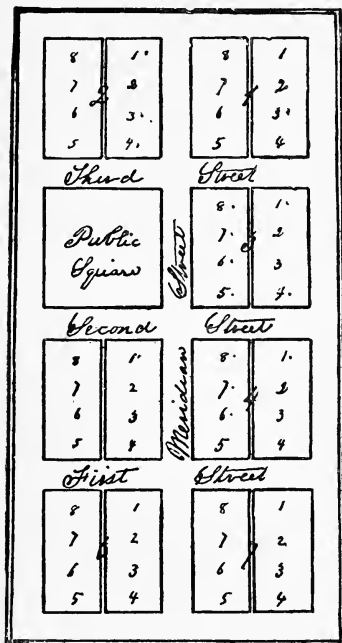 8 1. 8 1
7 2 7 2
2 1
6 3. 6 3.
5 4. 5 4
Third Street
Public
Square
8. 1.
7. 2
3
6. 3
5. 4.
Meridian Street
Second Street
8 1. 8. 1.
7 2 7. 2
4
6 3 6. 3
5 4 5 4
First Street
8 1 8 1
7 2 7 2
6 7
6 3 6 3
5 4 5 4